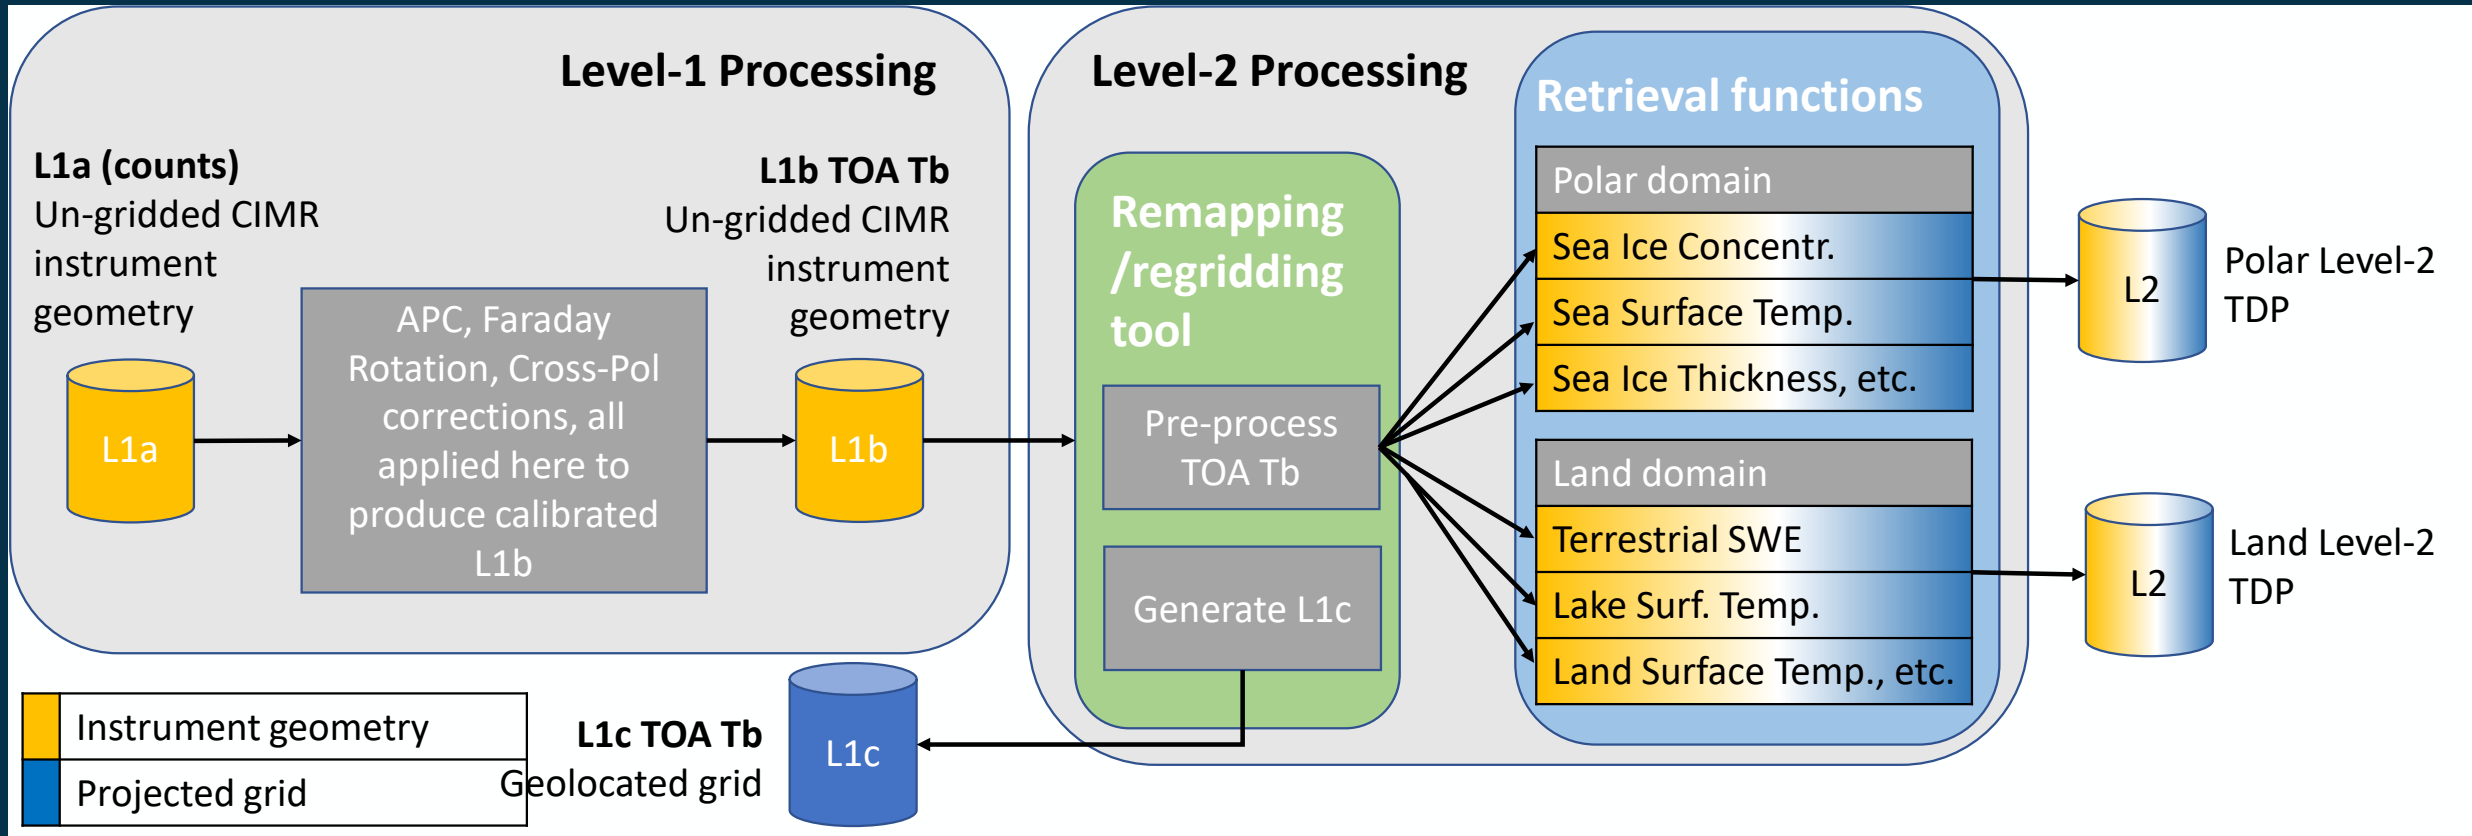 Level-1 Processing
L1a (counts)
Un-gridded CIMR
instrument
geometry
L1a
APC, Faraday
Rotation, Cross-Pol
corrections, all
applied here to
produce calibrated
L1b
L1b TOA Tb
Un-gridded CIMR
instrument
geometry
L1b
Level-2 Processing
Remapping
/regridding
tool
Pre-process
TOA Tb
Generate L1c
Retrieval functions
Polar domain
Sea Ice Concentr.
Sea Surface Temp.
Sea Ice Thickness, etc.
Land domain
Terrestrial SWE
Lake Surf. Temp.
Land Surface Temp., etc.
L2
Polar Level-2
TDP
L2
Land Level-2
TDP
Instrument geometry
Projected grid
L1c TOA Tb
Geolocated grid
L1c